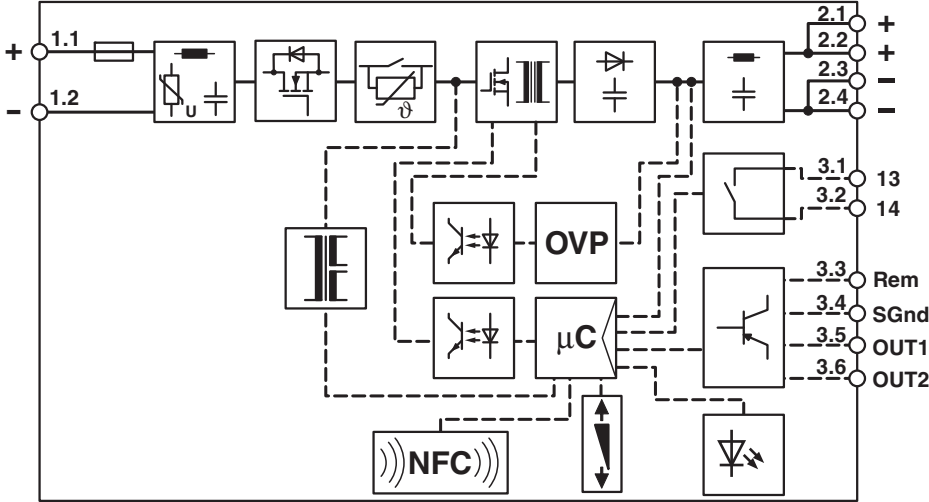 2.1 +
+ 1.1 2.2 +
2.3 −
− 1.2 U ϑ 2.4 −
3.1 13
3.2 14
OVP
3.3 Rem
3.4 SGnd
μC 3.5 OUT1
3.6 OUT2
NFC